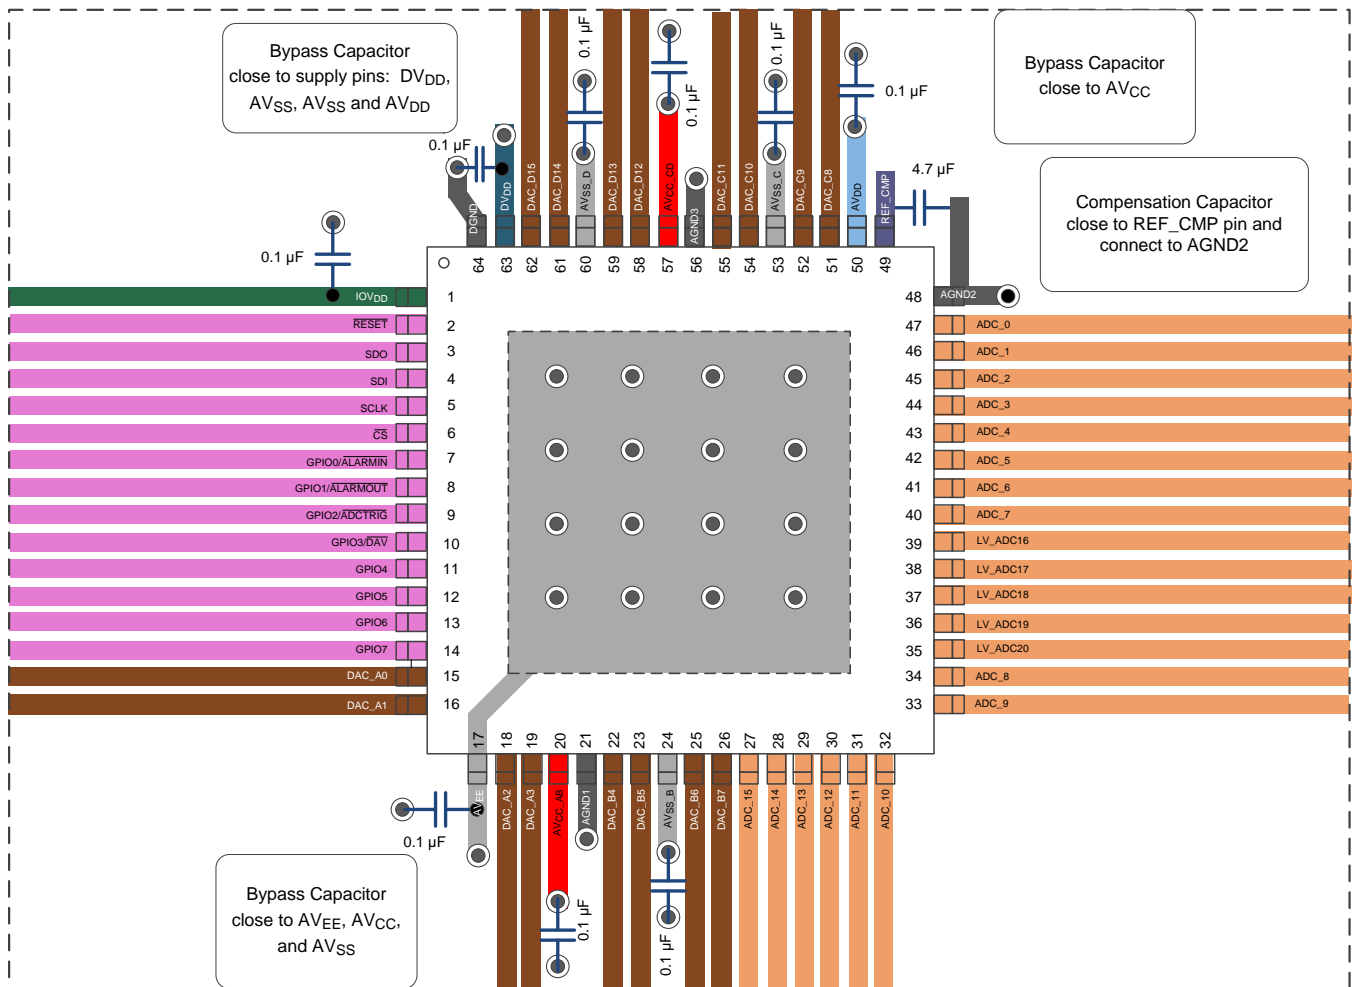 Bypass Capacitor
close to supply pins:  DVDD,
AVSS, AVSS and AVDD
Bypass Capacitor
close to AVCC
Compensation Capacitor
close to REF_CMP pin and
connect to AGND2
Bypass Capacitor
close to AVEE, AVCC,
and AVSS
0.1 µF
0.1 µF
0.1 µF
0.1 µF
0.1 µF
0.1 µF
4.7 µF
0.1 µF
0.1 µF
0.1 µF
DGND
DVDD
DAC_D15
DAC_D14
AVSS_D
DAC_D13
DAC_D12
AVCC_CD
AGND3
DAC_C11
DAC_C10
AVSS_C
DAC_C9
DAC_C8
AVDD
REF_CMP
64
63
62
61
60
59
58
57
56
55
54
53
52
51
50
49
IOVDD 1
RESET 2
SDO 3
SDI 4
SCLK 5
CS 6
GPIO0/ALARMIN 7
GPIO1/ALARMOUT 8
GPIO2/ADCTRIG 9
GPIO3/DAV 10
GPIO4 11
GPIO5 12
GPIO6 13
GPIO7 14
DAC_A0 15
DAC_A1 16
48 AGND2
47 ADC_0
46 ADC_1
45 ADC_2
44 ADC_3
43 ADC_4
42 ADC_5
41 ADC_6
40 ADC_7
39 LV_ADC16
38 LV_ADC17
37 LV_ADC18
36 LV_ADC19
35 LV_ADC20
34 ADC_8
33 ADC_9
17
18
19
20
21
22
23
24
25
26
27
28
29
30
31
32
AVEE
DAC_A2
DAC_A3
AVCC_AB
AGND1
DAC_B4
DAC_B5
AVSS_B
DAC_B6
DAC_B7
ADC_15
ADC_14
ADC_13
ADC_12
ADC_11
ADC_10